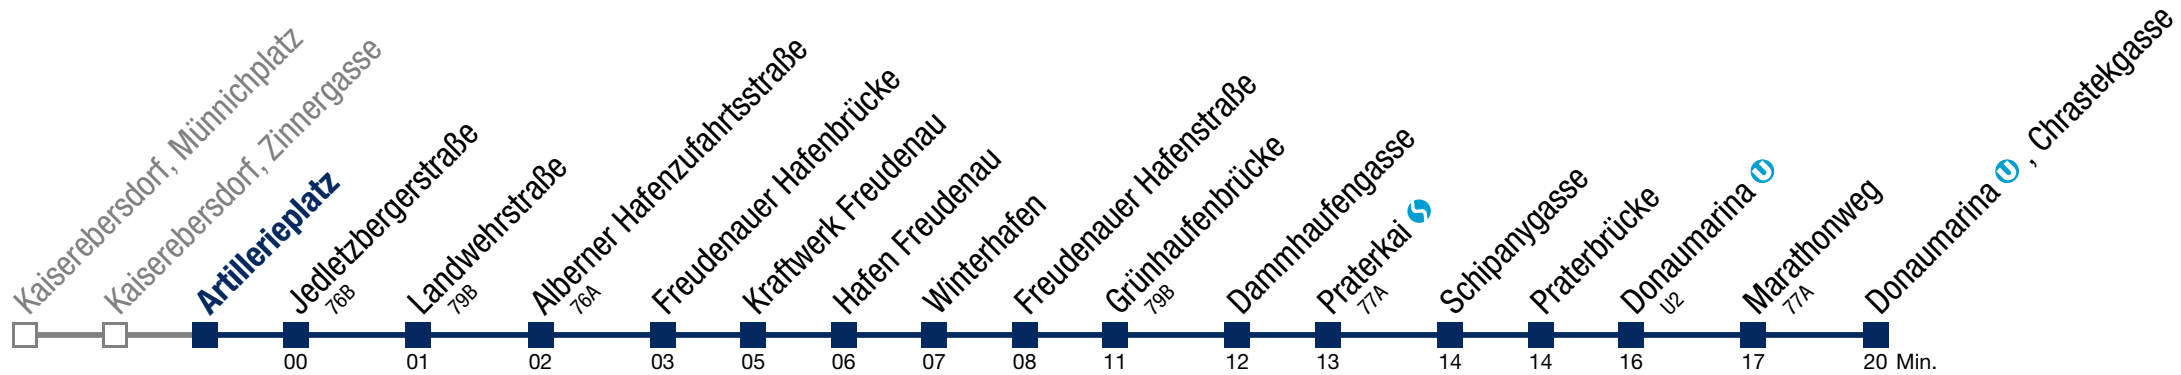 Kaiserebersdorf, Münnichplatz
Kaiserebersdorf, Zinnergasse
Artillerieplatz
Jedletzbergerstraße
76B
Landwehrstraße
79B
Alberner Hafenzufahrtsstraße
76A
Freudenauer Hafenbrücke
Kraftwerk Freudenau
Hafen Freudenau
Winterhafen
Freudenauer Hafenstraße
Grünhaufenbrücke
79B
Dammhaufengasse
Praterkai S
77A
Schipanygasse
Praterbrücke
Donaumarina U
U2
Marathonweg
77A
Donaumarina U , Chrastekgasse
00 01 02 03 05 06 07 08 11 12 13 14 14 16 17 20 Min.